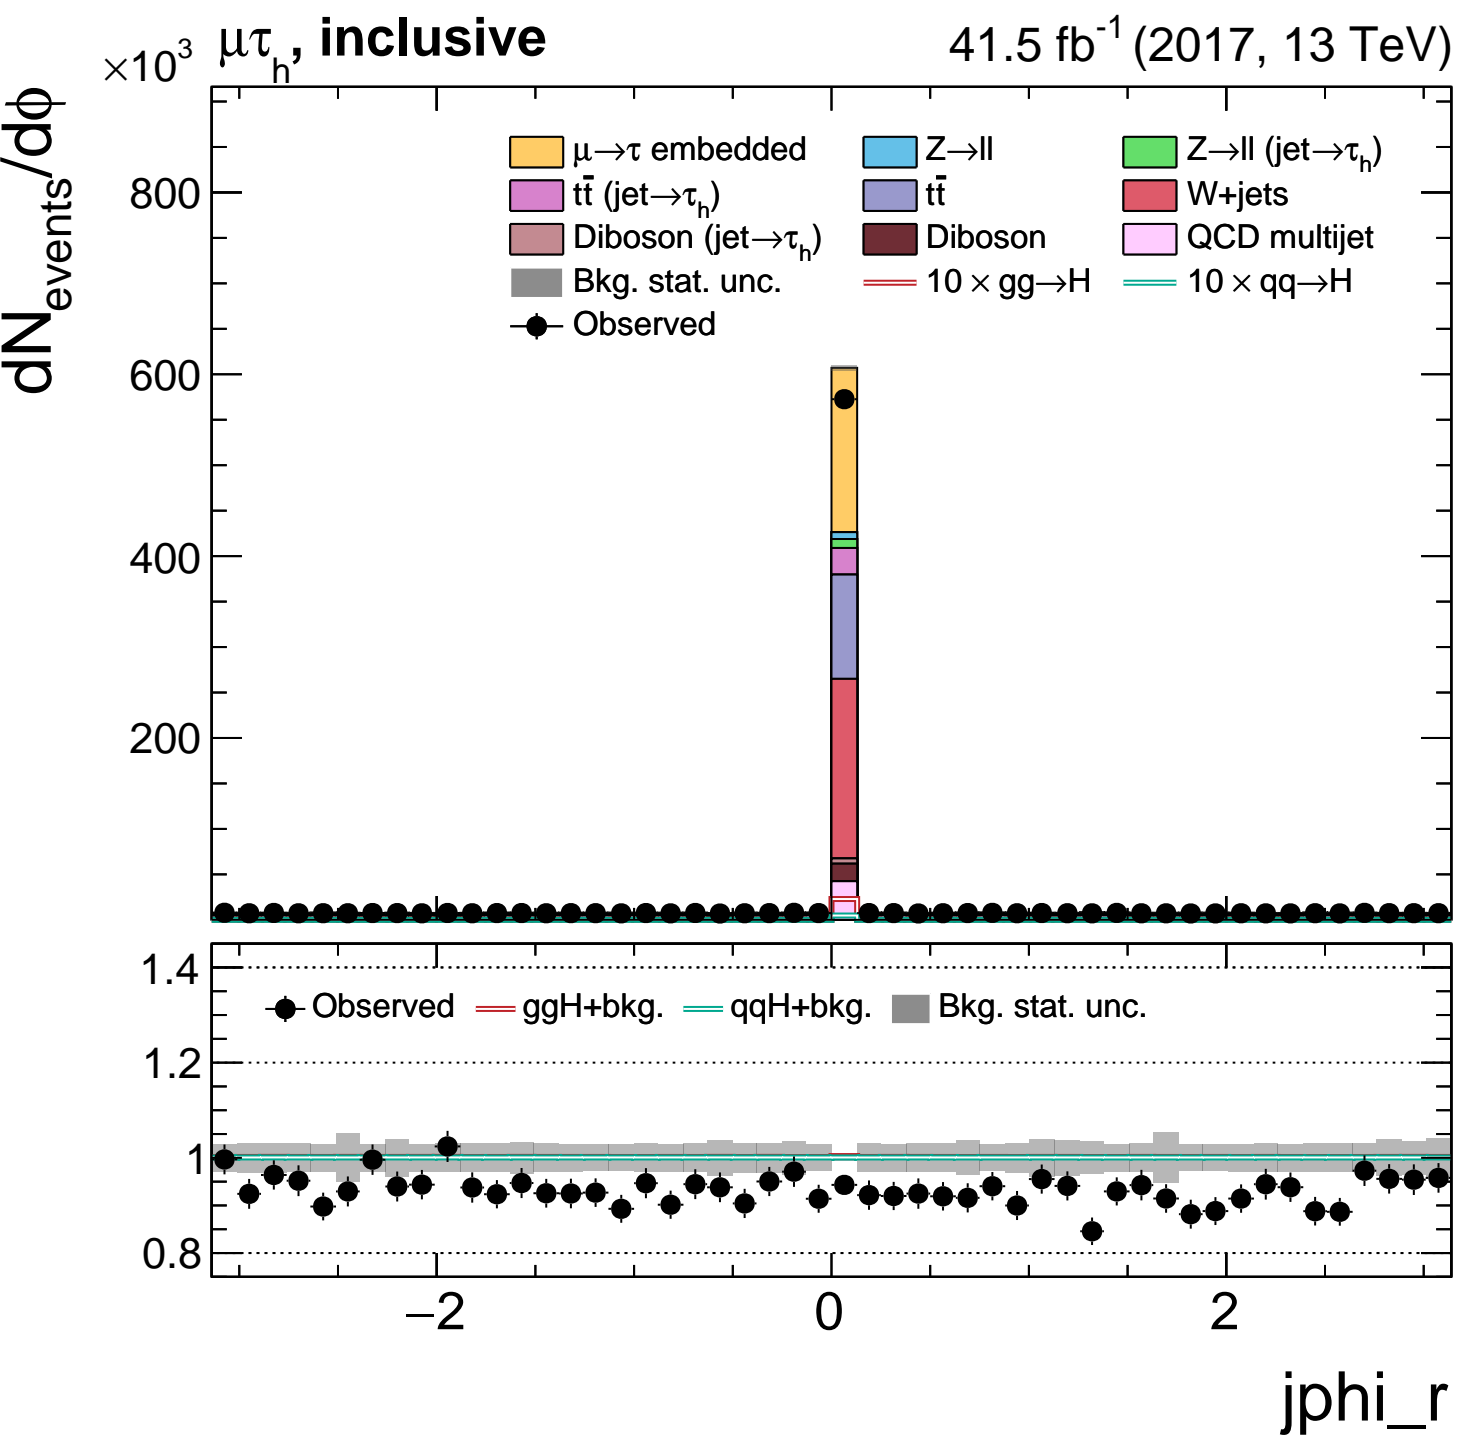 μτh, inclusive
41.5 fb-1 (2017, 13 TeV)
×10³
dNevents/dϕ
μ→τ embedded Z→ll Z→ll (jet→τh)
tt̄ (jet→τh) tt̄ W+jets
Diboson (jet→τh) Diboson QCD multijet
Bkg. stat. unc. 10 × gg→H 10 × qq→H
Observed
800
600
400
200
1.4
Observed ggH+bkg. qqH+bkg. Bkg. stat. unc.
1.2
1
0.8
−2 0 2
jphi_r